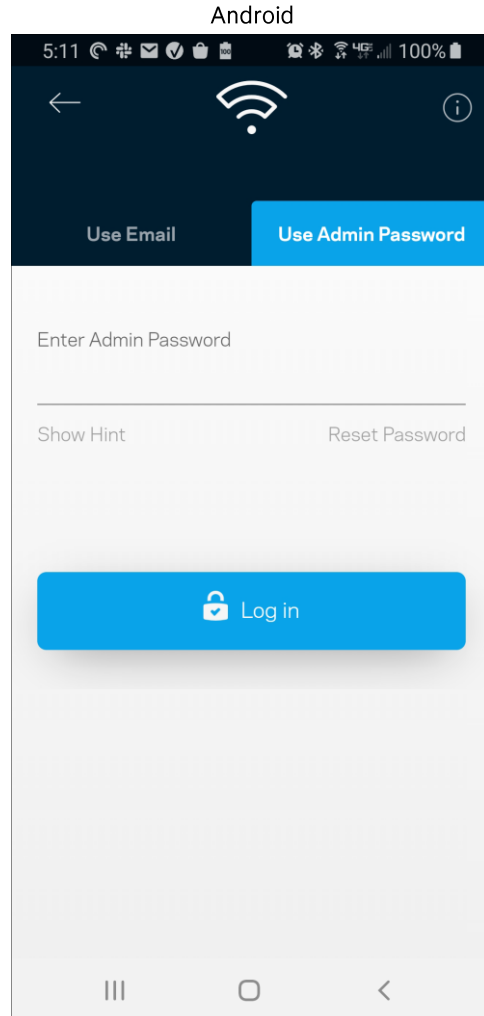 Android
5:11 100%
Use Email Use Admin Password
Enter Admin Password
Show Hint Reset Password
Log in